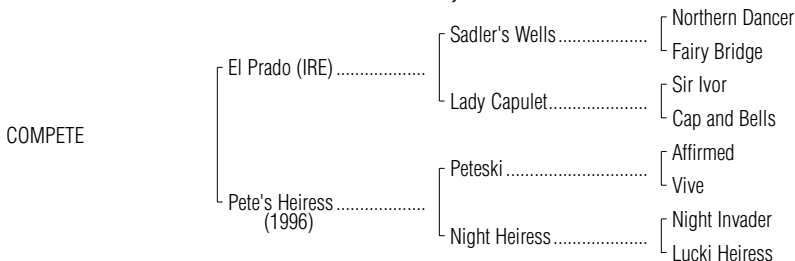 Northern Dancer
Sadler's Wells....................
Fairy Bridge
El Prado (IRE) ...................
Sir Ivor
Lady Capulet......................
Cap and Bells
COMPETE
Affirmed
Peteski ...............................
Vive
Pete's Heiress ...................
(1996)
Night Invader
Night Heiress.....................
Lucki Heiress